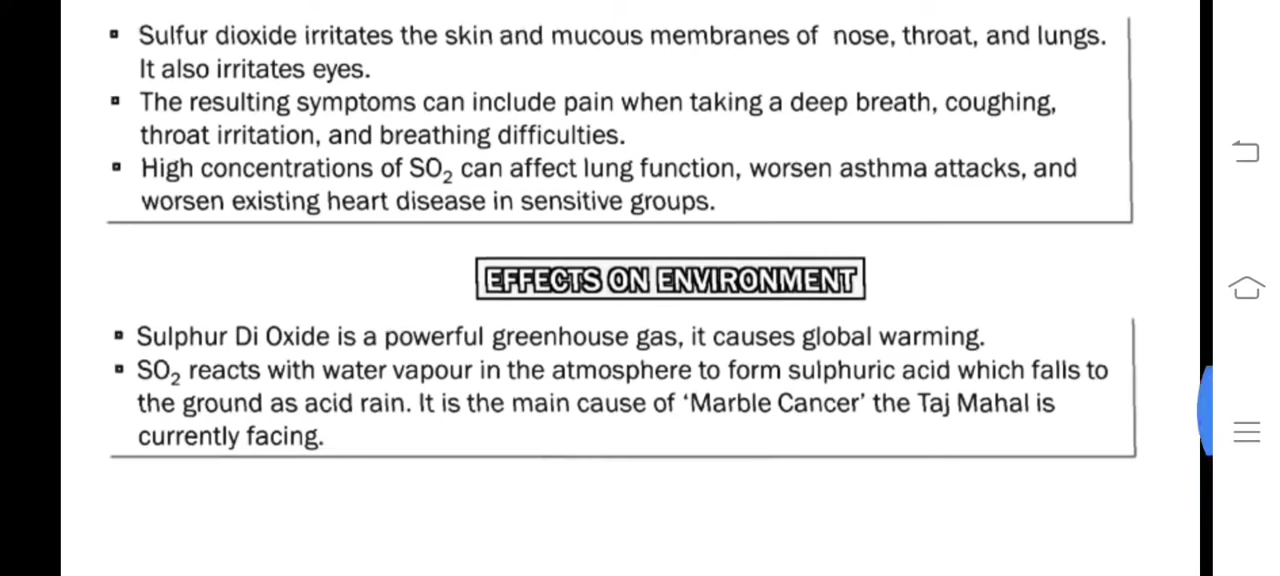 ▪ Sulfur dioxide irritates the skin and mucous membranes of nose, throat, and lungs.
It also irritates eyes.
▪ The resulting symptoms can include pain when taking a deep breath, coughing,
throat irritation, and breathing difficulties.
▪ High concentrations of SO₂ can affect lung function, worsen asthma attacks, and
worsen existing heart disease in sensitive groups.
EFFECTS ON ENVIRONMENT
▪ Sulphur Di Oxide is a powerful greenhouse gas, it causes global warming.
▪ SO₂ reacts with water vapour in the atmosphere to form sulphuric acid which falls to
the ground as acid rain. It is the main cause of ‘Marble Cancer’ the Taj Mahal is
currently facing.